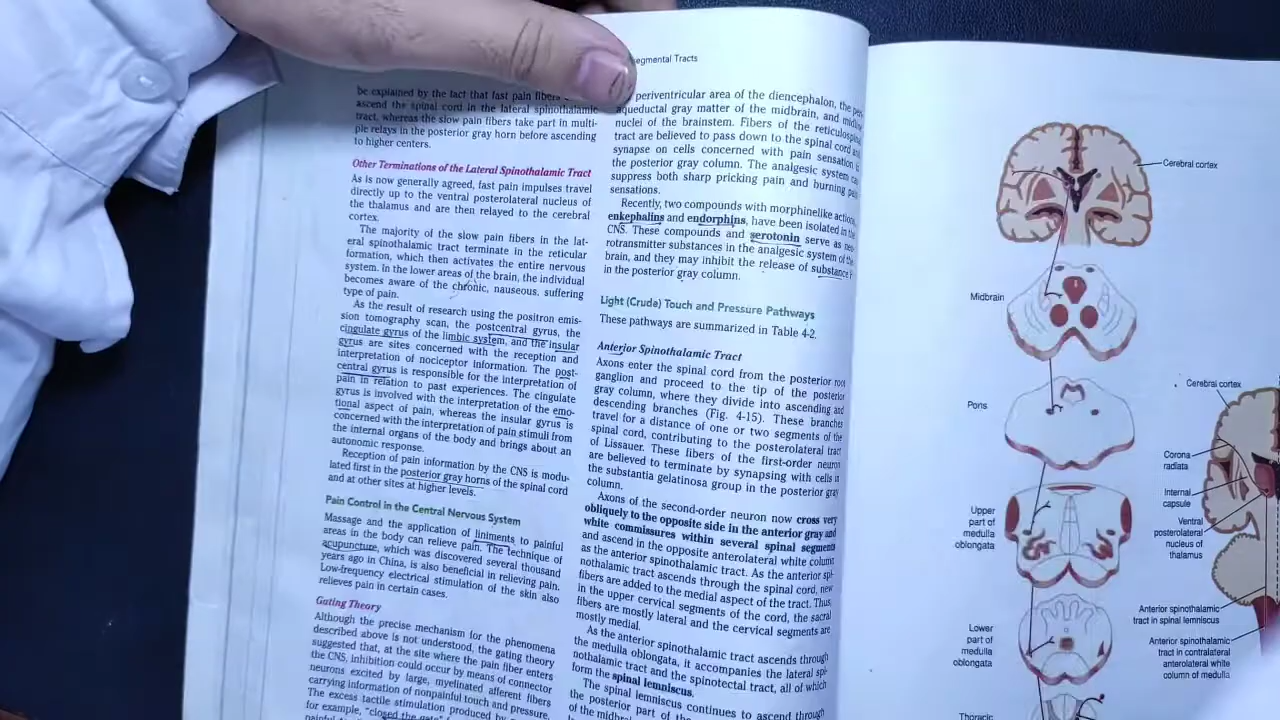 egmental Tracts
be explained by the fact that fast pain fibers
ascend the spinal cord in the lateral spinothalamic
tract, whereas the slow pain fibers take part in multi-
ple relays in the posterior gray horn before ascending
to higher centers.
Other Terminations of the Lateral Spinothalamic Tract
As is now generally agreed, fast pain impulses travel
directly up to the ventral posterolateral nucleus of
the thalamus and are then relayed to the cerebral
cortex.
The majority of the slow pain fibers in the lat-
eral spinothalamic tract terminate in the reticular
formation, which then activates the entire nervous
system. In the lower areas of the brain, the individual
becomes aware of the chronic, nauseous, suffering
type of pain.
As the result of research using the positron emis-
sion tomography scan, the postcentral gyrus, the
cingulate gyrus of the limbic system, and the insular
gyrus are sites concerned with the reception and
interpretation of nociceptor information. The post-
central gyrus is responsible for the interpretation of
pain in relation to past experiences. The cingulate
gyrus is involved with the interpretation of the emo-
tional aspect of pain, whereas the insular gyrus is
concerned with the interpretation of pain stimuli from
the internal organs of the body and brings about an
autonomic response.
Reception of pain information by the CNS is modu-
lated first in the posterior gray horns of the spinal cord
and at other sites at higher levels.
Pain Control in the Central Nervous System
Massage and the application of liniments to painful
areas in the body can relieve pain. The technique of
acupuncture, which was discovered several thousand
years ago in China, is also beneficial in relieving pain.
Low-frequency electrical stimulation of the skin also
relieves pain in certain cases.
Gating Theory
Although the precise mechanism for the phenomena
described above is not understood, the gating theory
suggested that, at the site where the pain fiber enters
the CNS, inhibition could occur by means of connector
neurons excited by large, myelinated afferent fibers
carrying information of nonpainful touch and pressure.
The excess tactile stimulation produced by
for example, "closed the gate"
periventricular area of the diencephalon, the
aqueductal gray matter of the midbrain, and
nuclei of the brainstem. Fibers of the reticulospi
tract are believed to pass down to the spinal cord
synapse on cells concerned with pain sensation
the posterior gray column. The analgesic system
suppress both sharp pricking pain and burning
sensations.
Recently, two compounds with morphinelike actions,
enkephalins and endorphins, have been isolated in the
CNS. These compounds and serotonin serve as
rotransmitter substances in the analgesic system of the
brain, and they may inhibit the release of substance P
in the posterior gray column.
Light (Crude) Touch and Pressure Pathways
These pathways are summarized in Table 4-2.
Anterior Spinothalamic Tract
Axons enter the spinal cord from the posterior root
ganglion and proceed to the tip of the posterior
gray column, where they divide into ascending and
descending branches (Fig. 4-15). These branches
travel for a distance of one or two segments of the
spinal cord, contributing to the posterolateral tract
of Lissauer. These fibers of the first-order neuron
are believed to terminate by synapsing with cells in
the substantia gelatinosa group in the posterior gray
column.
Axons of the second-order neuron now cross very
obliquely to the opposite side in the anterior gray and
white commissures within several spinal segments
and ascend in the opposite anterolateral white column
as the anterior spinothalamic tract. As the anterior spi-
nothalamic tract ascends through the spinal cord, new
fibers are added to the medial aspect of the tract. Thus,
in the upper cervical segments of the cord, the sacral
fibers are mostly lateral and the cervical segments are
mostly medial.
As the anterior spinothalamic tract ascends through
the medulla oblongata, it accompanies the lateral spi-
nothalamic tract and the spinotectal tract, all of which
form the spinal lemniscus.
The spinal lemniscus continues to ascend through
the posterior part of the
Cerebral cortex
Midbrain
Pons
Upper
part of
medulla
oblongata
Lower
part of
medulla
oblongata
Thoracic
Cerebral cortex
Corona
radiata
Internal
capsule
Ventral
posterolateral
nucleus of
thalamus
Anterior spinothalamic
tract in spinal lemniscus
Anterior spinothalamic
tract in contralateral
anterolateral white
column of medulla